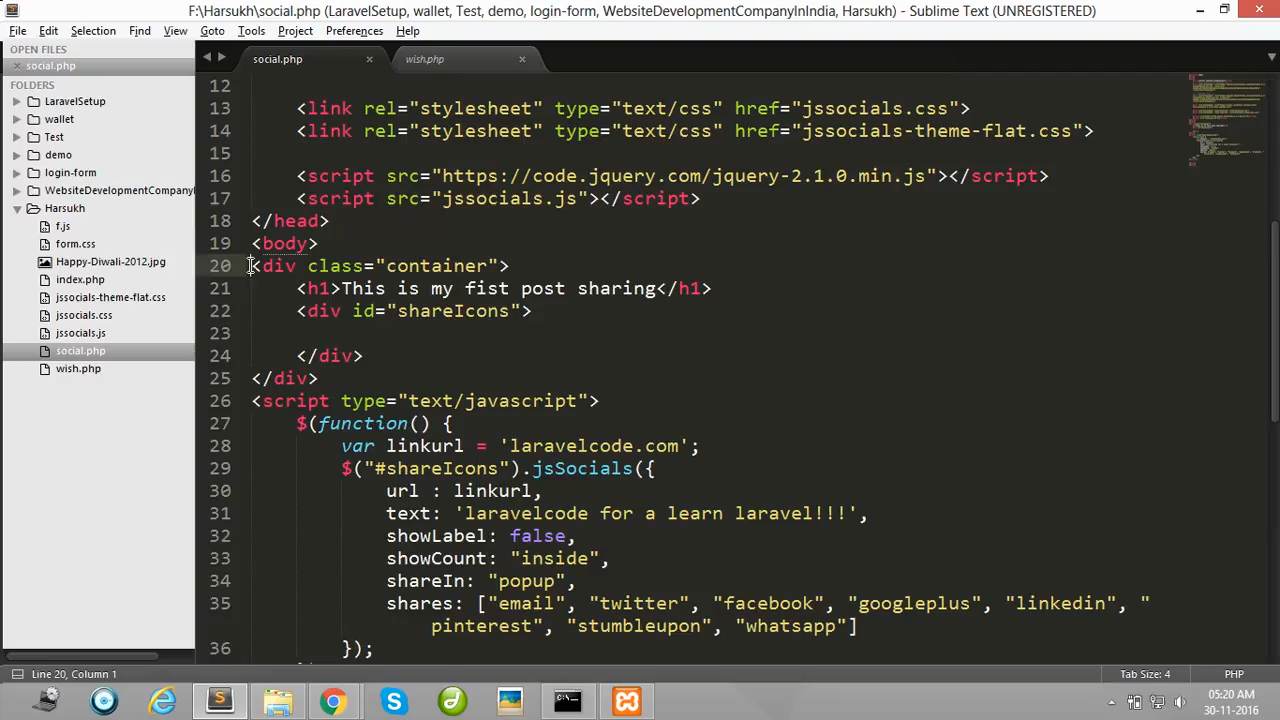 F:\Harsukh\social.php (LaravelSetup, wallet, Test, demo, login-form, WebsiteDevelopmentCompanyInIndia, Harsukh) - Sublime Text (UNREGISTERED)
File Edit Selection Find View Goto Tools Project Preferences Help
OPEN FILES
social.php
FOLDERS
LaravelSetup
wallet
Test
demo
login-form
WebsiteDevelopmentCompanyI
Harsukh
f.js
form.css
Happy-Diwali-2012.jpg
index.php
jssocials-theme-flat.css
jssocials.css
jssocials.js
social.php
wish.php
social.php wish.php
12
13 <link rel="stylesheet" type="text/css" href="jssocials.css">
14 <link rel="stylesheet" type="text/css" href="jssocials-theme-flat.css">
15
16 <script src="https://code.jquery.com/jquery-2.1.0.min.js"></script>
17 <script src="jssocials.js"></script>
18 </head>
19 <body>
20 <div class="container">
21 <h1>This is my fist post sharing</h1>
22 <div id="shareIcons">
23
24 </div>
25 </div>
26 <script type="text/javascript">
27 $(function() {
28 var linkurl = 'laravelcode.com';
29 $("#shareIcons").jsSocials({
30 url : linkurl,
31 text: 'laravelcode for a learn laravel!!!',
32 showLabel: false,
33 showCount: "inside",
34 shareIn: "popup",
35 shares: ["email", "twitter", "facebook", "googleplus", "linkedin", "
pinterest", "stumbleupon", "whatsapp"]
36 });
Line 20, Column 1 Tab Size: 4 PHP
05:20 AM
30-11-2016